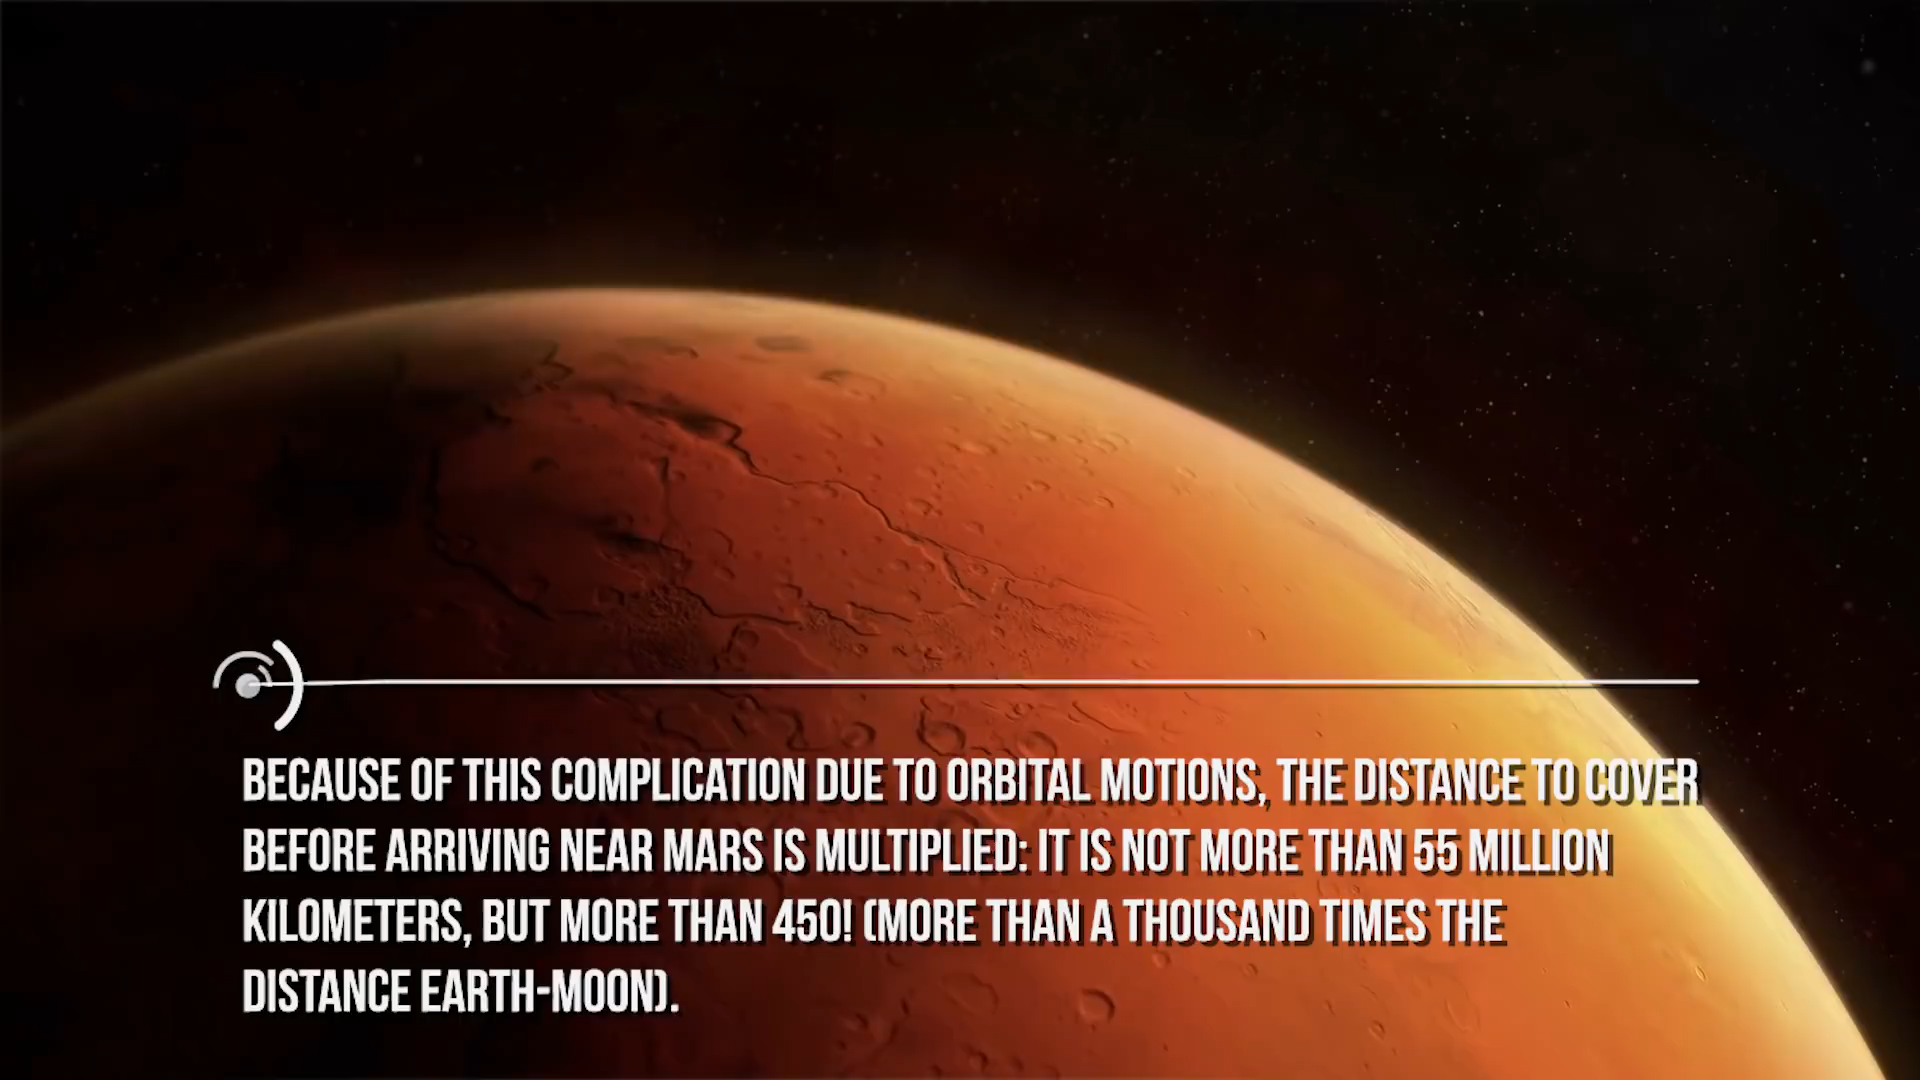 BECAUSE OF THIS COMPLICATION DUE TO ORBITAL MOTIONS, THE DISTANCE TO COVER
BEFORE ARRIVING NEAR MARS IS MULTIPLIED: IT IS NOT MORE THAN 55 MILLION
KILOMETERS, BUT MORE THAN 450! (MORE THAN A THOUSAND TIMES THE
DISTANCE EARTH-MOON).